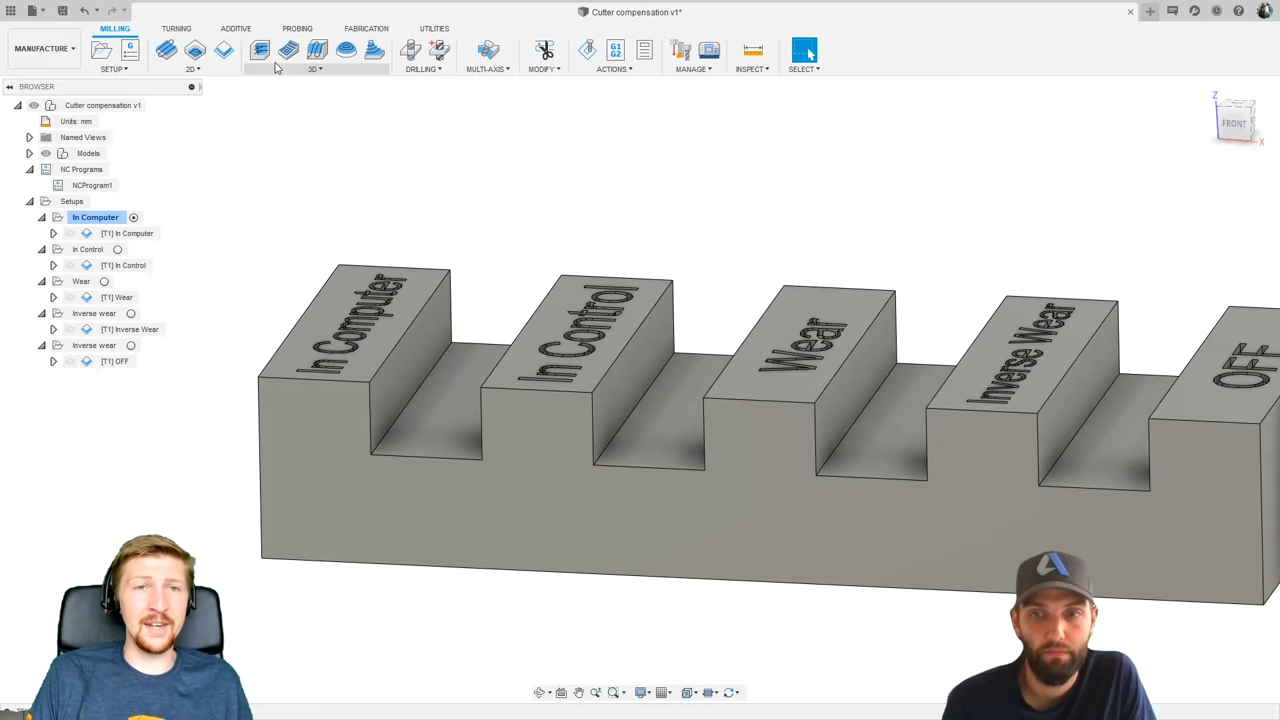 Cutter compensation v1*
MILLING TURNING ADDITIVE PROBING FABRICATION UTILITIES
MANUFACTURE
G1
G2
SETUP 2D 3D DRILLING MULTI-AXIS MODIFY ACTIONS MANAGE INSPECT SELECT
BROWSER
Cutter compensation v1
Units: mm
Named Views
Models
NC Programs
NCProgram1
Setups
In Computer
[T1] In Computer
In Control
[T1] In Control
Wear
[T1] Wear
Inverse wear
[T1] Inverse Wear
Inverse wear
[T1] OFF
Z
FRONT
X
In Computer
In Control
Wear
Inverse Wear
OFF